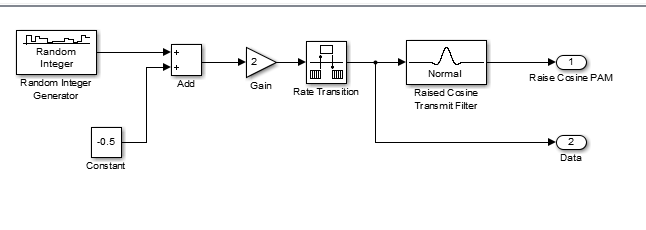 Random
Integer
Random Integer
Generator
+
+
Add
2
Gain
Rate Transition
Normal
Raised Cosine
Transmit Filter
1
Raise Cosine PAM
-0.5
Constant
2
Data